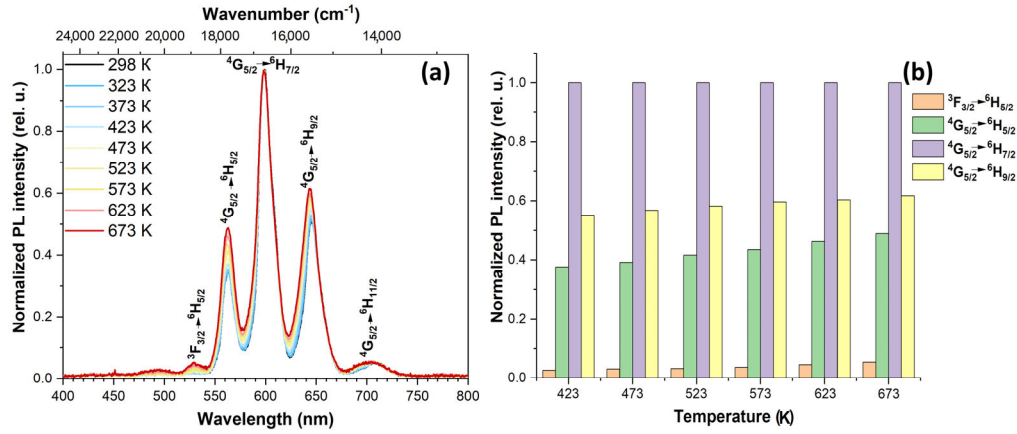 Wavenumber (cm⁻¹)
24,000 22,000 20,000 18,000 16,000 14,000
(a)
298 K
323 K
373 K
423 K
473 K
523 K
573 K
623 K
673 K
⁴G₅/₂→⁶H₇/₂
⁴G₅/₂→⁶H₉/₂
⁴G₅/₂→⁶H₅/₂
³F₃/₂→⁶H₅/₂
⁴G₅/₂→⁶H₁₁/₂
Normalized PL intensity (rel. u.)
1.0
0.8
0.6
0.4
0.2
0.0
400 450 500 550 600 650 700 750 800
Wavelength (nm)
(b)
³F₃/₂→⁶H₅/₂
⁴G₅/₂→⁶H₅/₂
⁴G₅/₂→⁶H₇/₂
⁴G₅/₂→⁶H₉/₂
Normalized PL intensity (rel. u.)
1.0
0.8
0.6
0.4
0.2
0.0
423 473 523 573 623 673
Temperature (K)